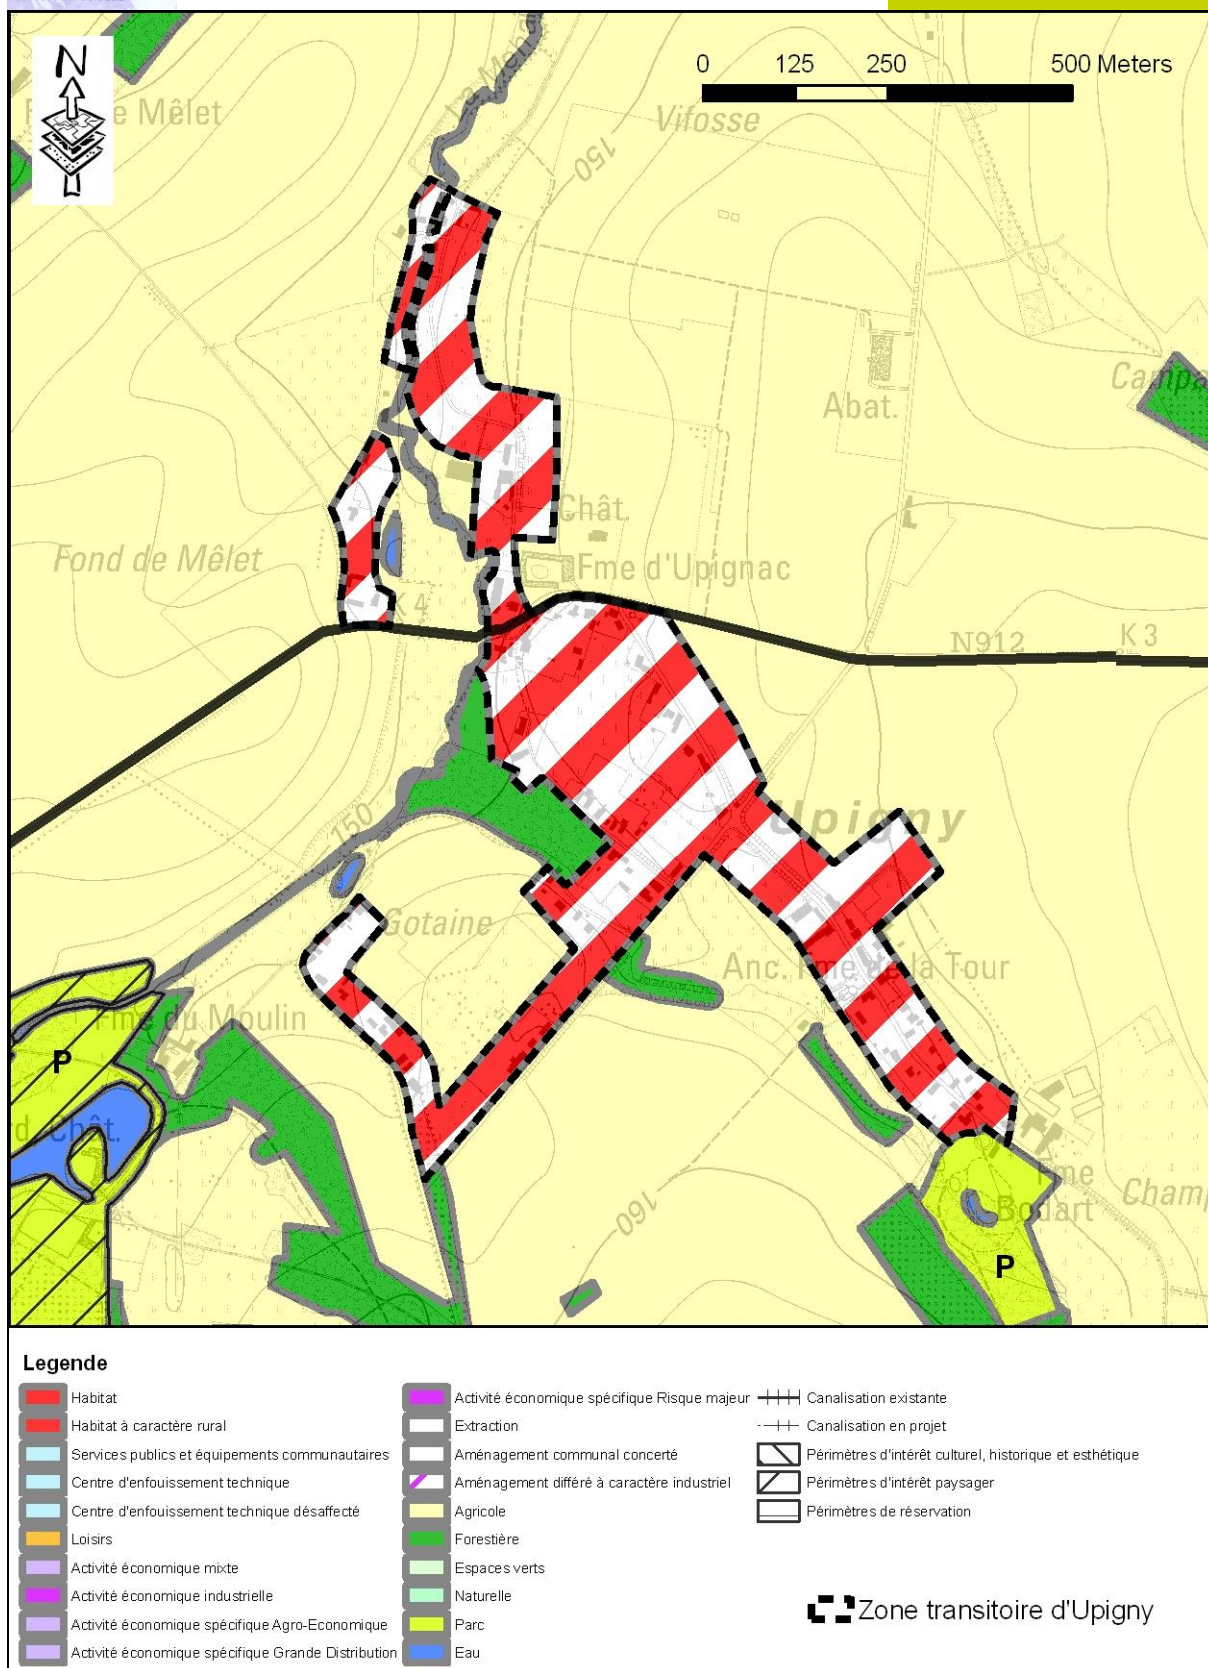 N
0 125 250 500 Meters
Mêlet
Vifosse
150
Abat.
Chât.
Fme d'Upignac
Fond de Mêlet
K 4
N912
K 3
Upigny
150
Gotaine
Anc. Fme de la Tour
Fme du Moulin
P
Chât.
160
Fme
Bodart
P
Legende
Habitat
Habitat à caractère rural
Services publics et équipements communautaires
Centre d'enfouissement technique
Centre d'enfouissement technique désaffecté
Loisirs
Activité économique mixte
Activité économique industrielle
Activité économique spécifique Agro-Economique
Activité économique spécifique Grande Distribution
Activité économique spécifique Risque majeur
Extraction
Aménagement communal concerté
Aménagement différé à caractère industriel
Agricole
Forestière
Espaces verts
Naturelle
Parc
Eau
Canalisation existante
Canalisation en projet
Périmètres d'intérêt culturel, historique et esthétique
Périmètres d'intérêt paysager
Périmètres de réservation
Zone transitoire d'Upigny